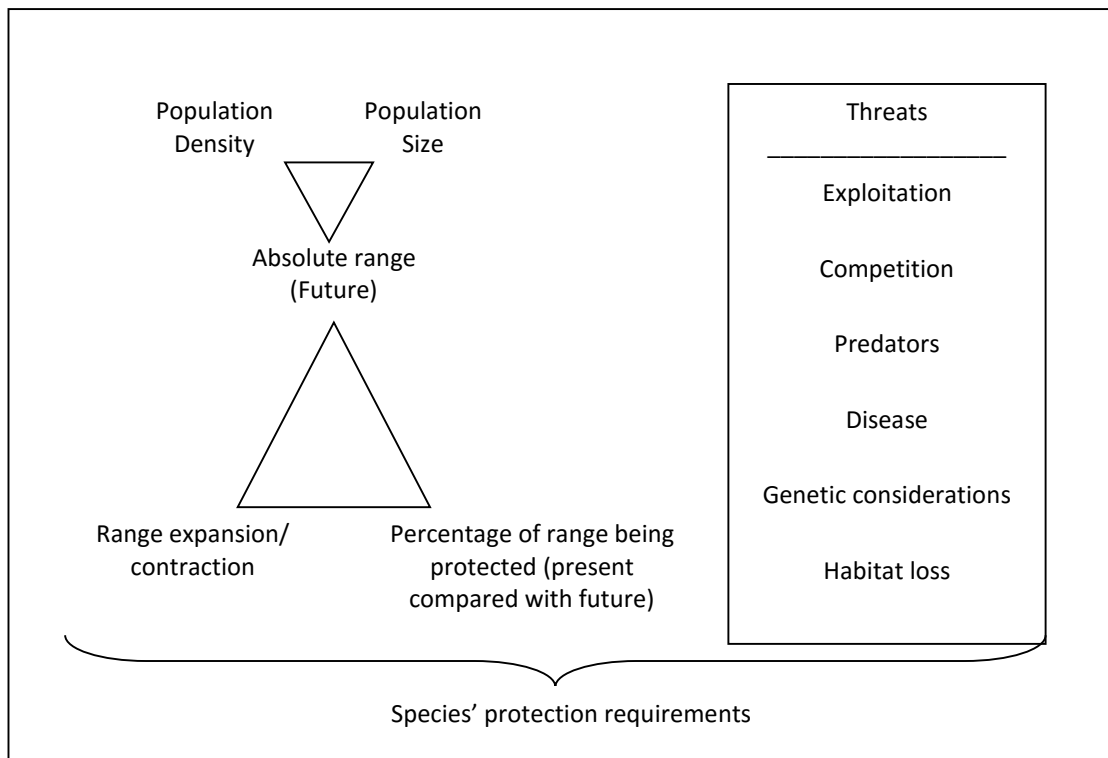 Population
Density
Population
Size
Absolute range
(Future)
Range expansion/
contraction
Percentage of range being
protected (present
compared with future)
Threats
Exploitation
Competition
Predators
Disease
Genetic considerations
Habitat loss
Species’ protection requirements